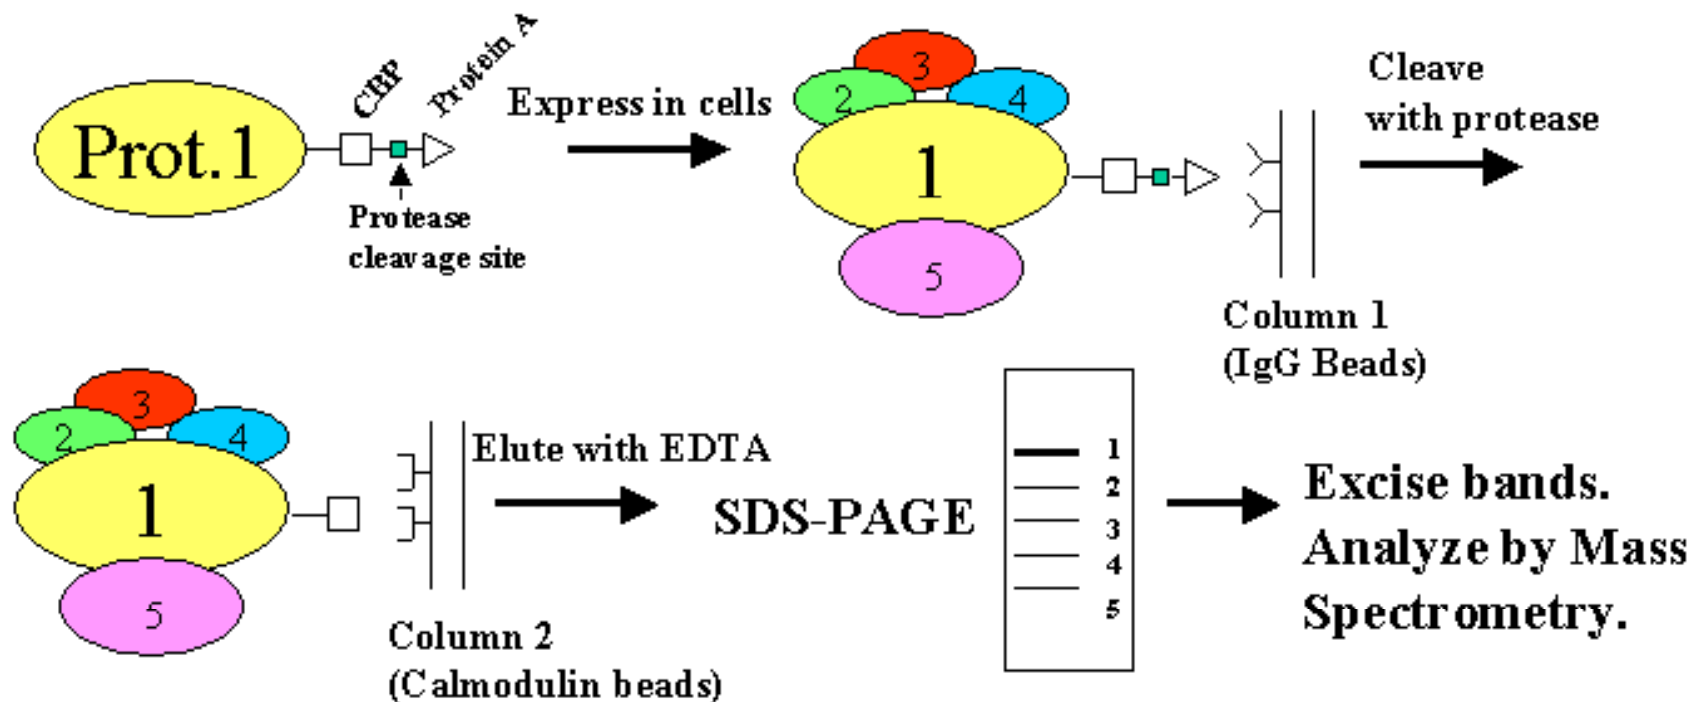 Prot.1
CBP
Protein A
Protease
cleavage site
Express in cells
3
2
4
1
5
Column 1
(IgG Beads)
Cleave
with protease
3
2
4
1
5
Column 2
(Calmodulin beads)
Elute with EDTA
SDS-PAGE
1
2
3
4
5
Excise bands.
Analyze by Mass
Spectrometry.